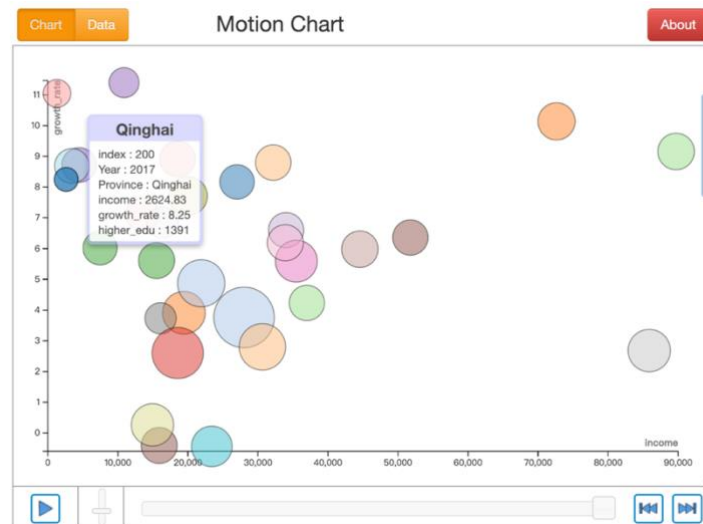 Chart
Data
Motion Chart
About
growth_rate
11
10
9
8
7
6
5
4
3
2
1
0
Qinghai
index : 200
Year : 2017
Province : Qinghai
income : 2624.83
growth_rate : 8.25
higher_edu : 1391
income
0
10,000
20,000
30,000
40,000
50,000
60,000
70,000
80,000
90,000